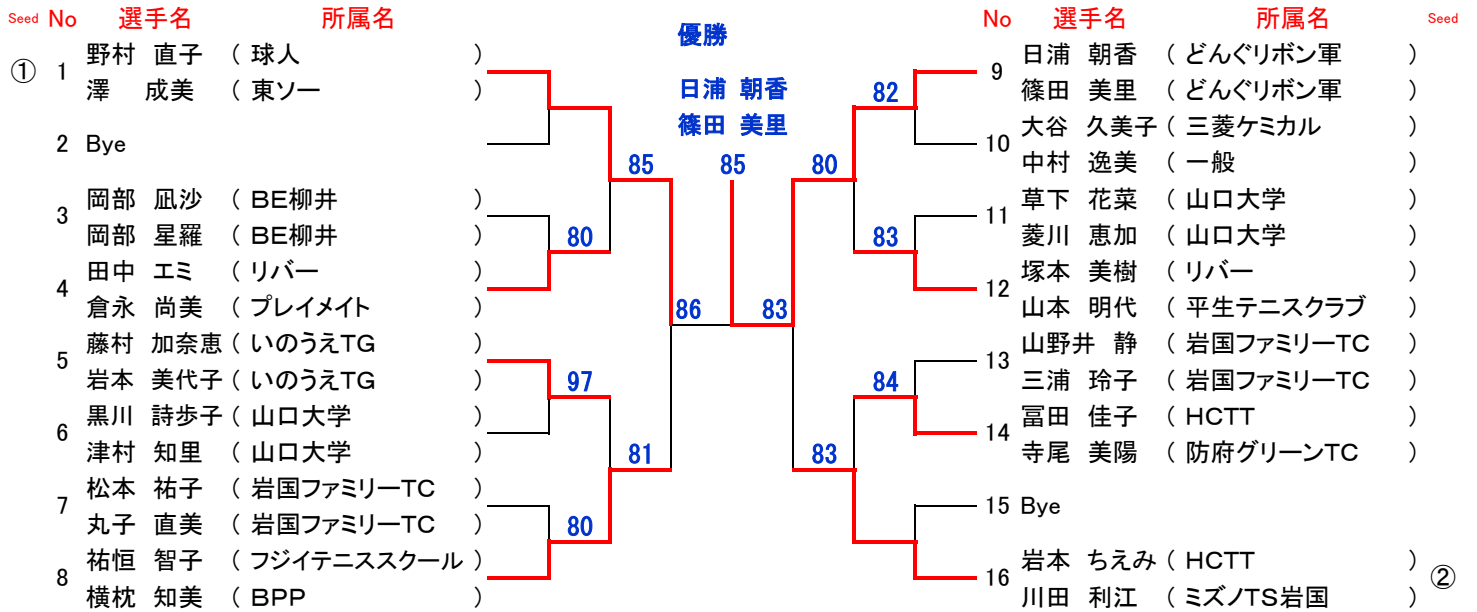 Seed No 選手名 所属名
① 1 野村 直子 ( 球人 )
澤 成美 ( 東ソー )
2 Bye
3 岡部 凪沙 ( BE柳井 )
岡部 星羅 ( BE柳井 )
4 田中 エミ ( リバー )
倉永 尚美 ( プレイメイト )
5 藤村 加奈恵 ( いのうえTG )
岩本 美代子 ( いのうえTG )
6 黒川 詩歩子 ( 山口大学 )
津村 知里 ( 山口大学 )
7 松本 祐子 ( 岩国ファミリーTC )
丸子 直美 ( 岩国ファミリーTC )
8 祐恒 智子 ( フジイテニススクール )
横枕 知美 ( BPP )
80
97
80
85
81
86
優勝
日浦 朝香
篠田 美里
85
83
80
83
82
83
84
No 選手名 所属名 Seed
9 日浦 朝香 ( どんぐリボン軍 )
篠田 美里 ( どんぐリボン軍 )
10 大谷 久美子 ( 三菱ケミカル )
中村 逸美 ( 一般 )
11 草下 花菜 ( 山口大学 )
菱川 恵加 ( 山口大学 )
12 塚本 美樹 ( リバー )
山本 明代 ( 平生テニスクラブ )
13 山野井 静 ( 岩国ファミリーTC )
三浦 玲子 ( 岩国ファミリーTC )
14 冨田 佳子 ( HCTT )
寺尾 美陽 ( 防府グリーンTC )
15 Bye
16 岩本 ちえみ ( HCTT ) ②
川田 利江 ( ミズノTS岩国 )